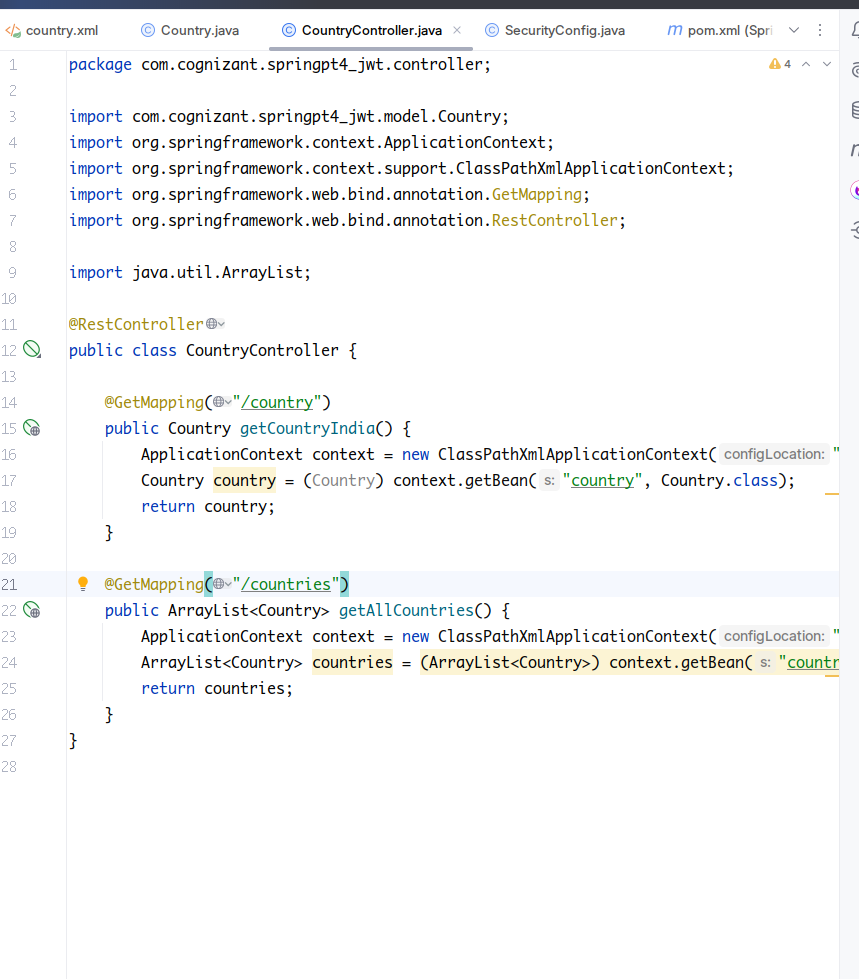 country.xml Country.java CountryController.java SecurityConfig.java pom.xml (Spri
4
1 package com.cognizant.springpt4_jwt.controller;
2
3 import com.cognizant.springpt4_jwt.model.Country;
4 import org.springframework.context.ApplicationContext;
5 import org.springframework.context.support.ClassPathXmlApplicationContext;
6 import org.springframework.web.bind.annotation.GetMapping;
7 import org.springframework.web.bind.annotation.RestController;
8
9 import java.util.ArrayList;
10
11 @RestController
12 public class CountryController {
13
14 @GetMapping("/country")
15 public Country getCountryIndia() {
16 ApplicationContext context = new ClassPathXmlApplicationContext( configLocation: "
17 Country country = (Country) context.getBean( s: "country", Country.class);
18 return country;
19 }
20
21 @GetMapping("/countries")
22 public ArrayList<Country> getAllCountries() {
23 ApplicationContext context = new ClassPathXmlApplicationContext( configLocation: "
24 ArrayList<Country> countries = (ArrayList<Country>) context.getBean( s: "countr
25 return countries;
26 }
27 }
28